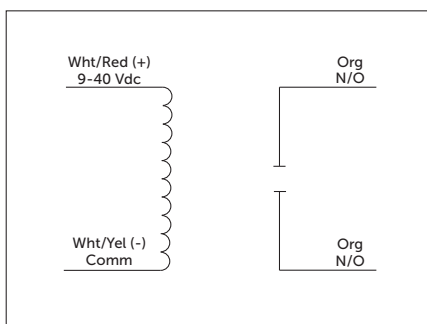 Wht/Red (+)
9-40 Vdc
Org
N/O
Wht/Yel (-)
Comm
Org
N/O